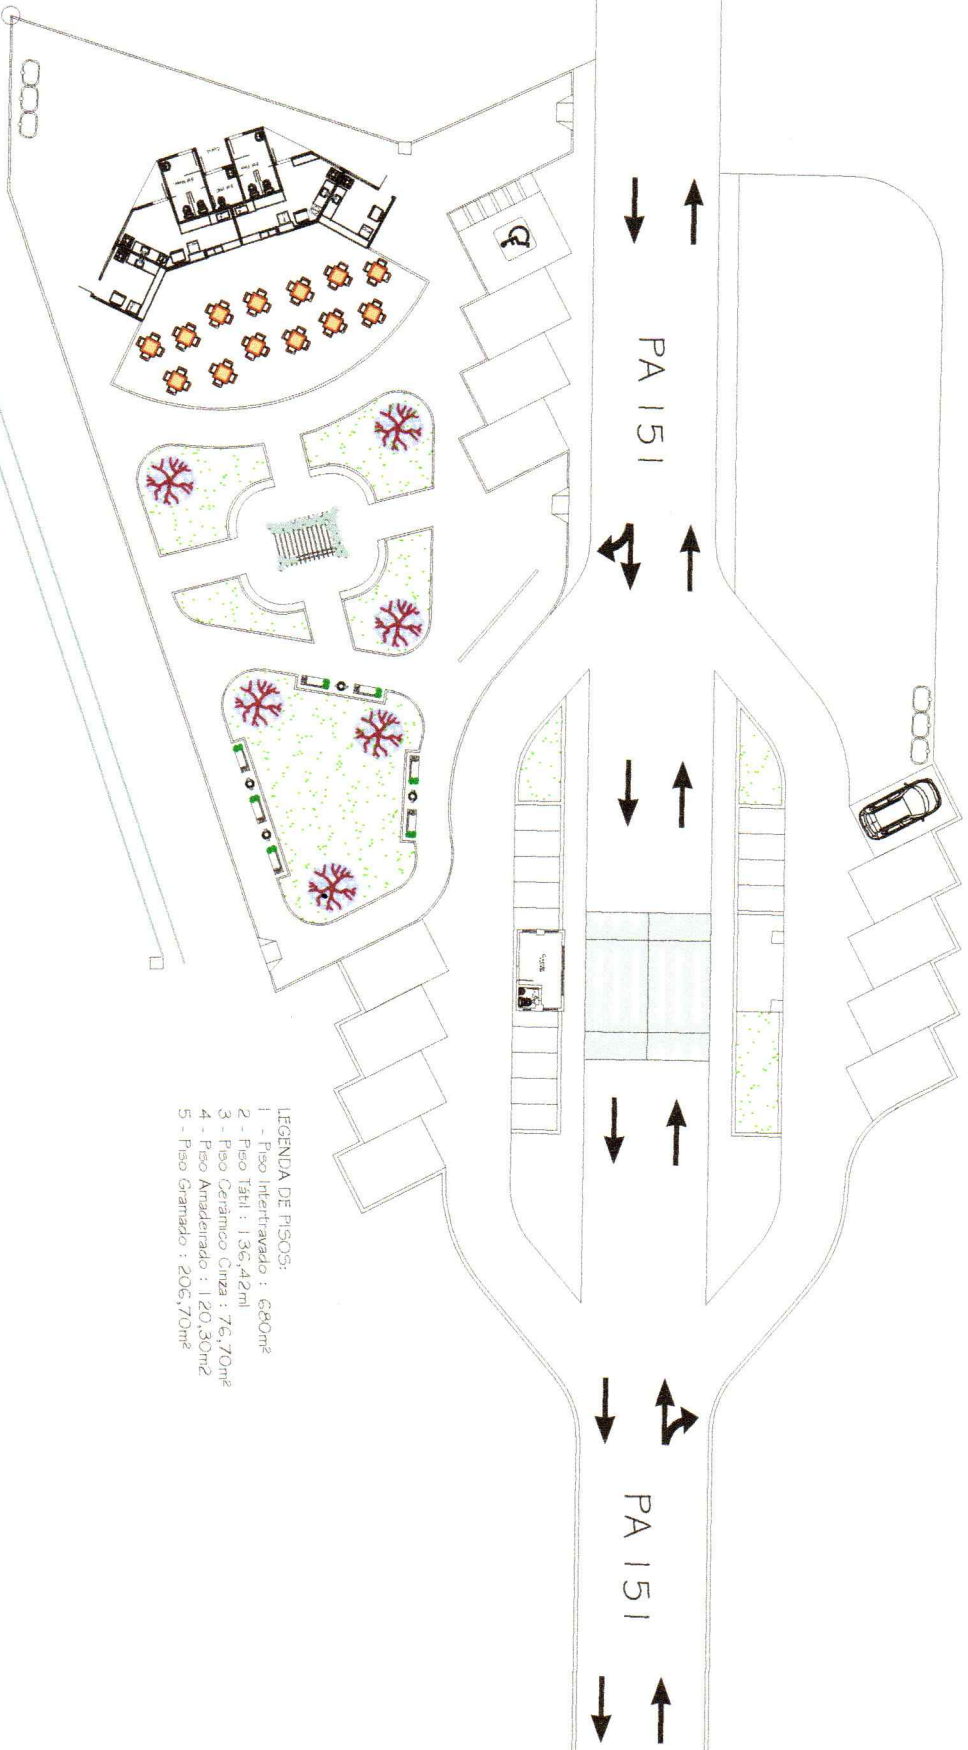 PA 151
PA 151
LEGENDA DE PISOS:
1 - Piso Intertravado : 680m²
2 - Piso Tátil : 136,42ml
3 - Piso Cerâmico Cinza : 76,70m²
4 - Piso Amadeirado : 120,30m2
5 - Piso Gramado : 206,70m²